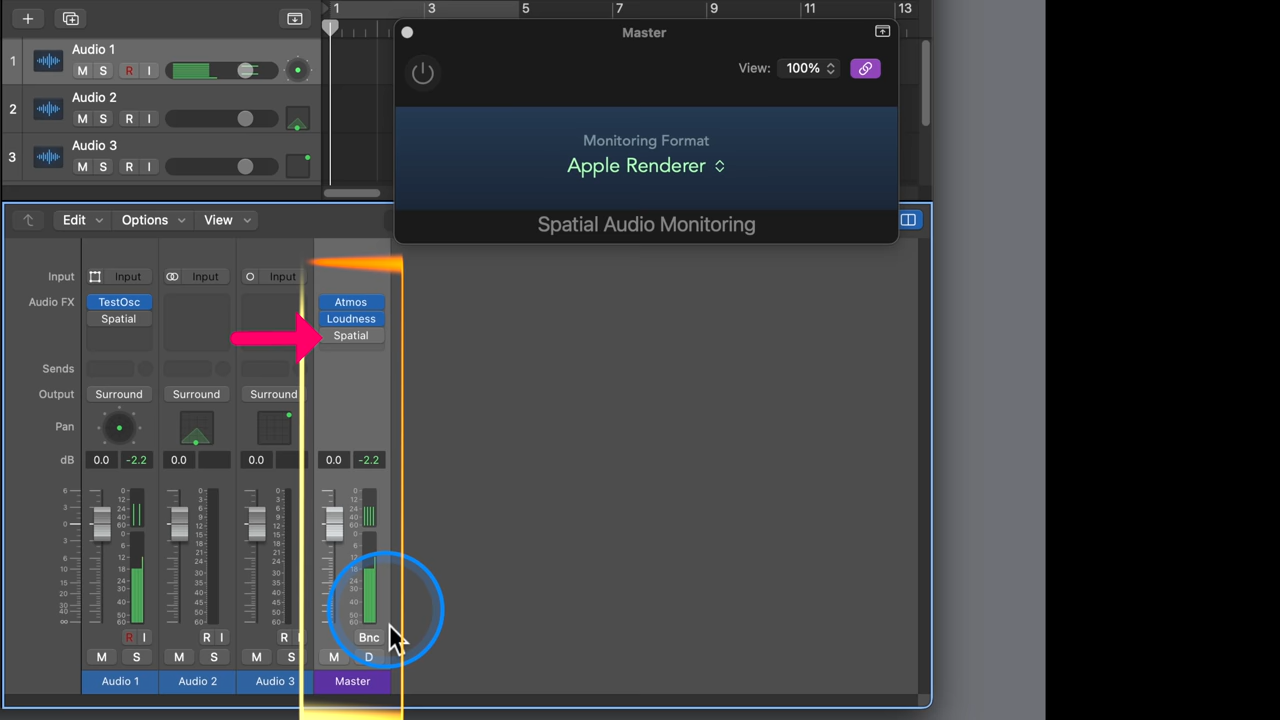 1 3 5 7 9 11 13
Master
View: 100%
1 Audio 1
M S R I
2 Audio 2
M S R I
3 Audio 3
M S R I
Monitoring Format
Apple Renderer
Spatial Audio Monitoring
Edit Options View
Input Input Input Input
Audio FX TestOsc Atmos
Spatial Loudness
Spatial
Sends
Output Surround Surround Surround
Pan
dB 0.0 -2.2 0.0 0.0 0.0 -2.2
R I R I R Bnc
M S M S M S M D
Audio 1 Audio 2 Audio 3 Master